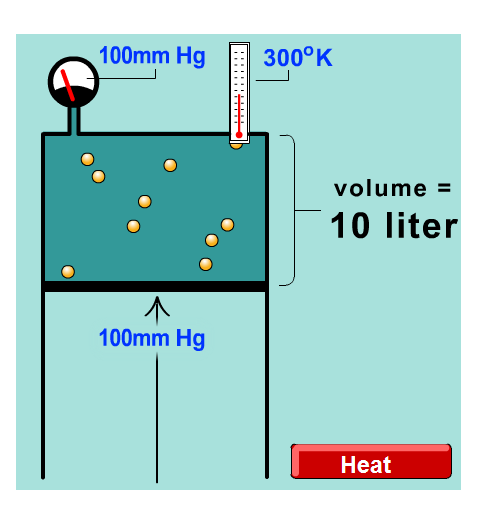 100mm Hg
300°K
volume =
10 liter
100mm Hg
Heat